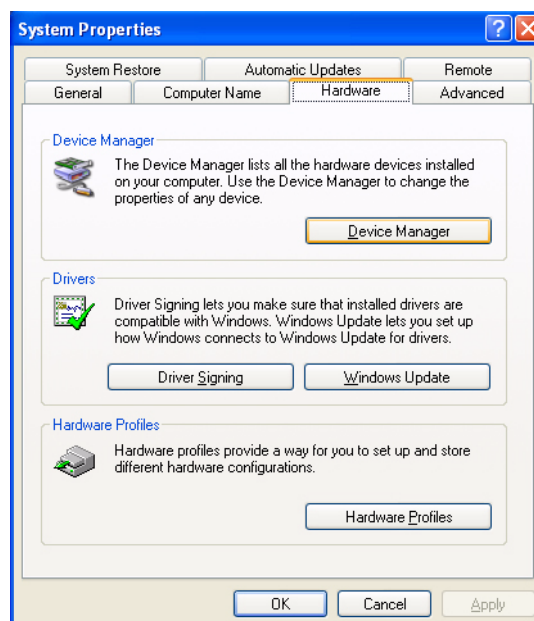 System Properties
System Restore Automatic Updates Remote
General Computer Name Hardware Advanced
Device Manager
The Device Manager lists all the hardware devices installed
on your computer. Use the Device Manager to change the
properties of any device.
Device Manager
Drivers
Driver Signing lets you make sure that installed drivers are
compatible with Windows. Windows Update lets you set up
how Windows connects to Windows Update for drivers.
Driver Signing Windows Update
Hardware Profiles
Hardware profiles provide a way for you to set up and store
different hardware configurations.
Hardware Profiles
OK Cancel Apply